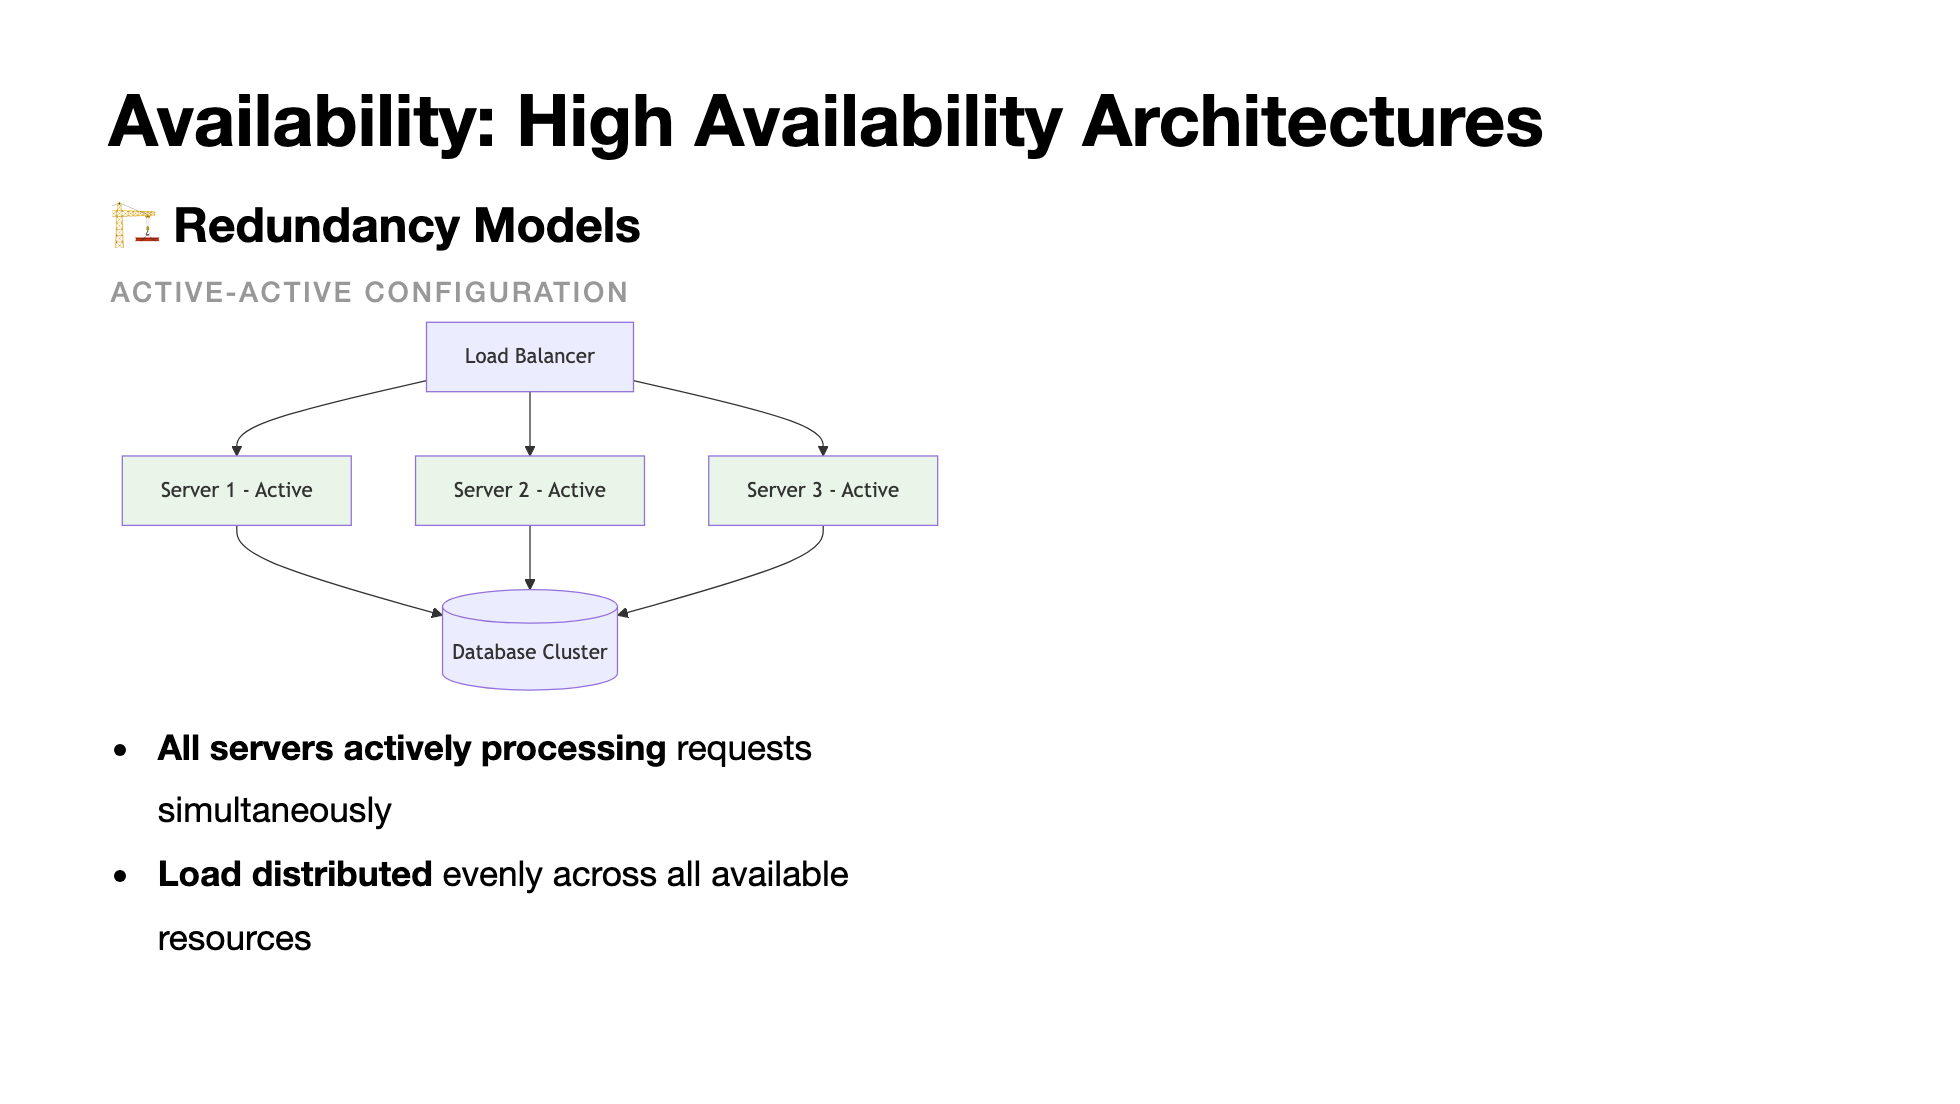 Availability: High Availability Architectures
Redundancy Models
ACTIVE-ACTIVE CONFIGURATION
Load Balancer
Server 1 - Active
Server 2 - Active
Server 3 - Active
Database Cluster
• All servers actively processing requests
simultaneously
• Load distributed evenly across all available
resources